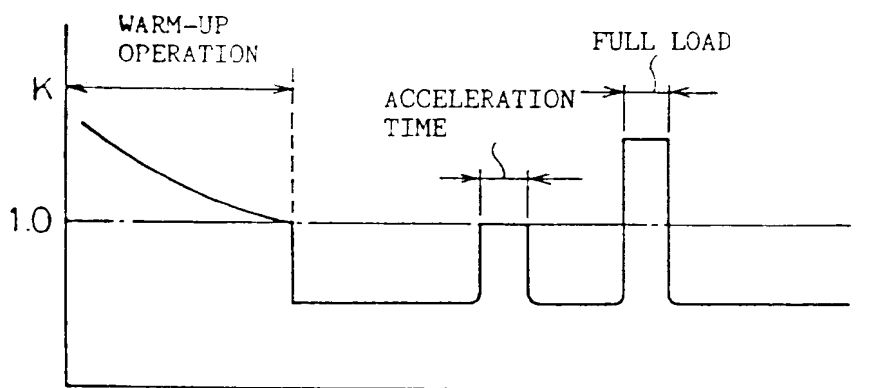 WARM-UP
OPERATION
FULL LOAD
K
ACCELERATION
TIME
1.0